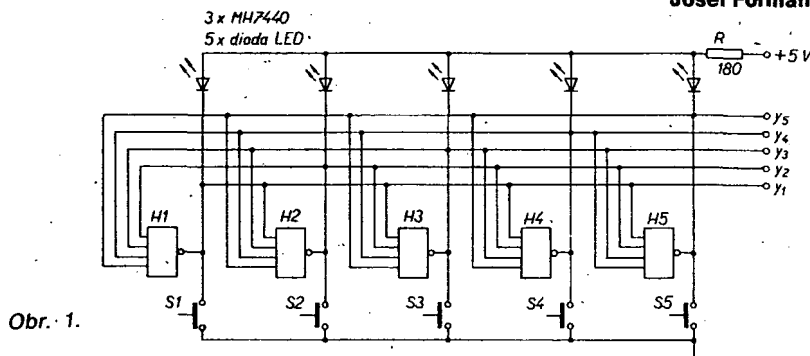 Josef Forman
3 x MH7440
5 x dioda LED
R
180
+5 V
y5
y4
y3
y2
y1
H1 H2 H3 H4 H5
S1 S2 S3 S4 S5
Obr. 1.